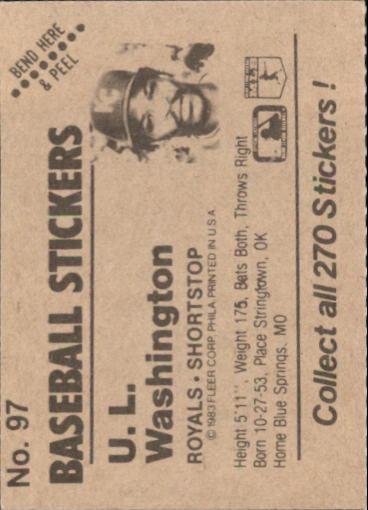 No. 97
BEND HERE
& PEEL
BASEBALL STICKERS
U. L.
Washington
ROYALS • SHORTSTOP
© 1983 FLEER CORP. PHILA. PRINTED IN U.S.A.
Height 5'11", Weight 175, Bats Both, Throws Right
Born 10-27-53, Place Stringtown, OK
Home Blue Springs, MO
Collect all 270 Stickers!